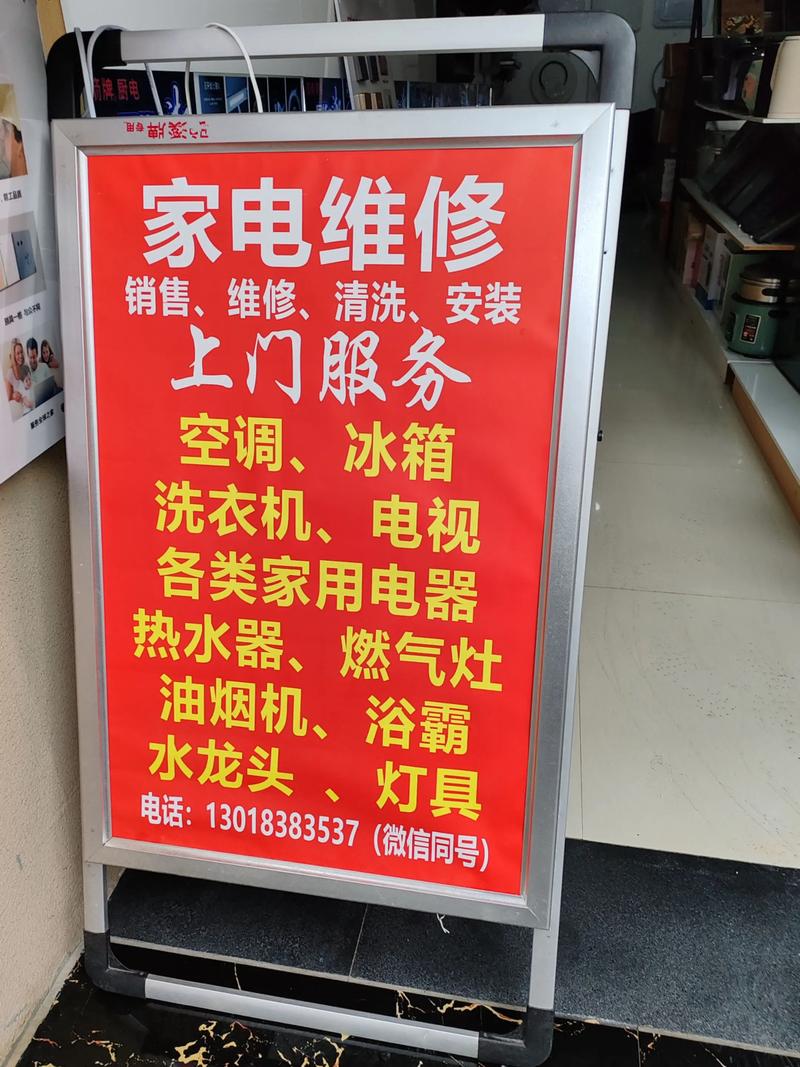 厨电
家电维修
销售、维修、清洗、安装
上门服务
空调、冰箱
洗衣机、电视
各类家用电器
热水器、燃气灶
油烟机、浴霸
水龙头、灯具
电话：13018383537（微信同号）